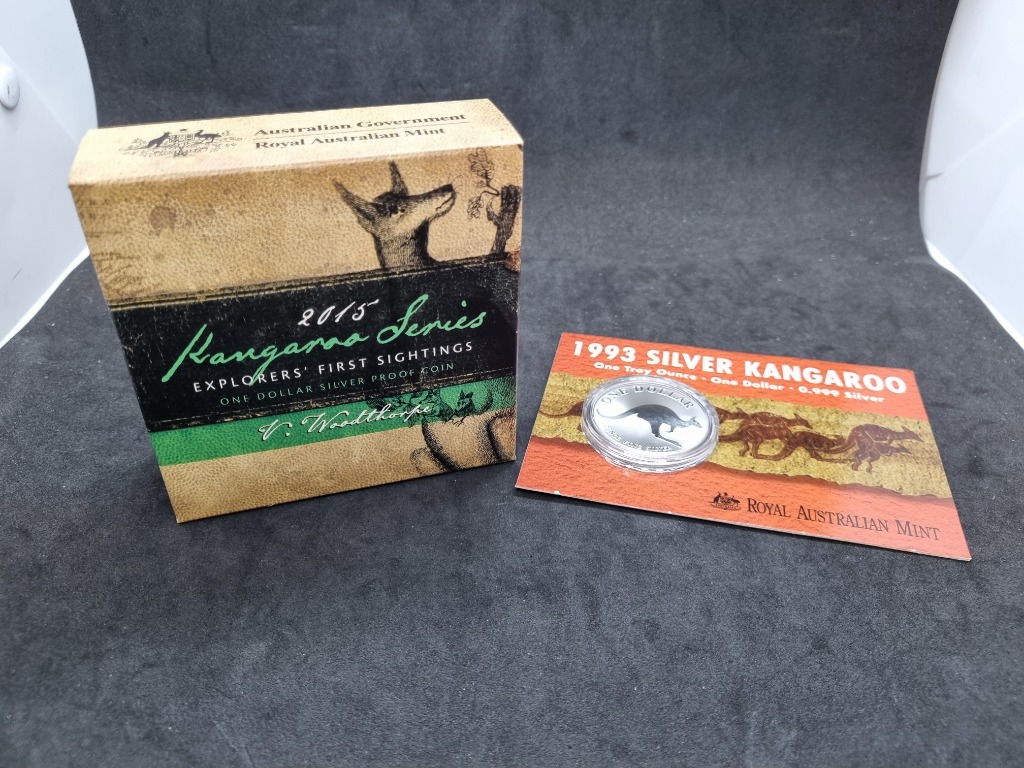 Australian Government
Royal Australian Mint
2015
Kangaroo Series
EXPLORERS' FIRST SIGHTINGS
ONE DOLLAR SILVER PROOF COIN
V. Woodthorpe
1993 SILVER KANGAROO
One Troy Ounce · One Dollar · 0.999 Silver
ONE DOLLAR
ROYAL AUSTRALIAN MINT